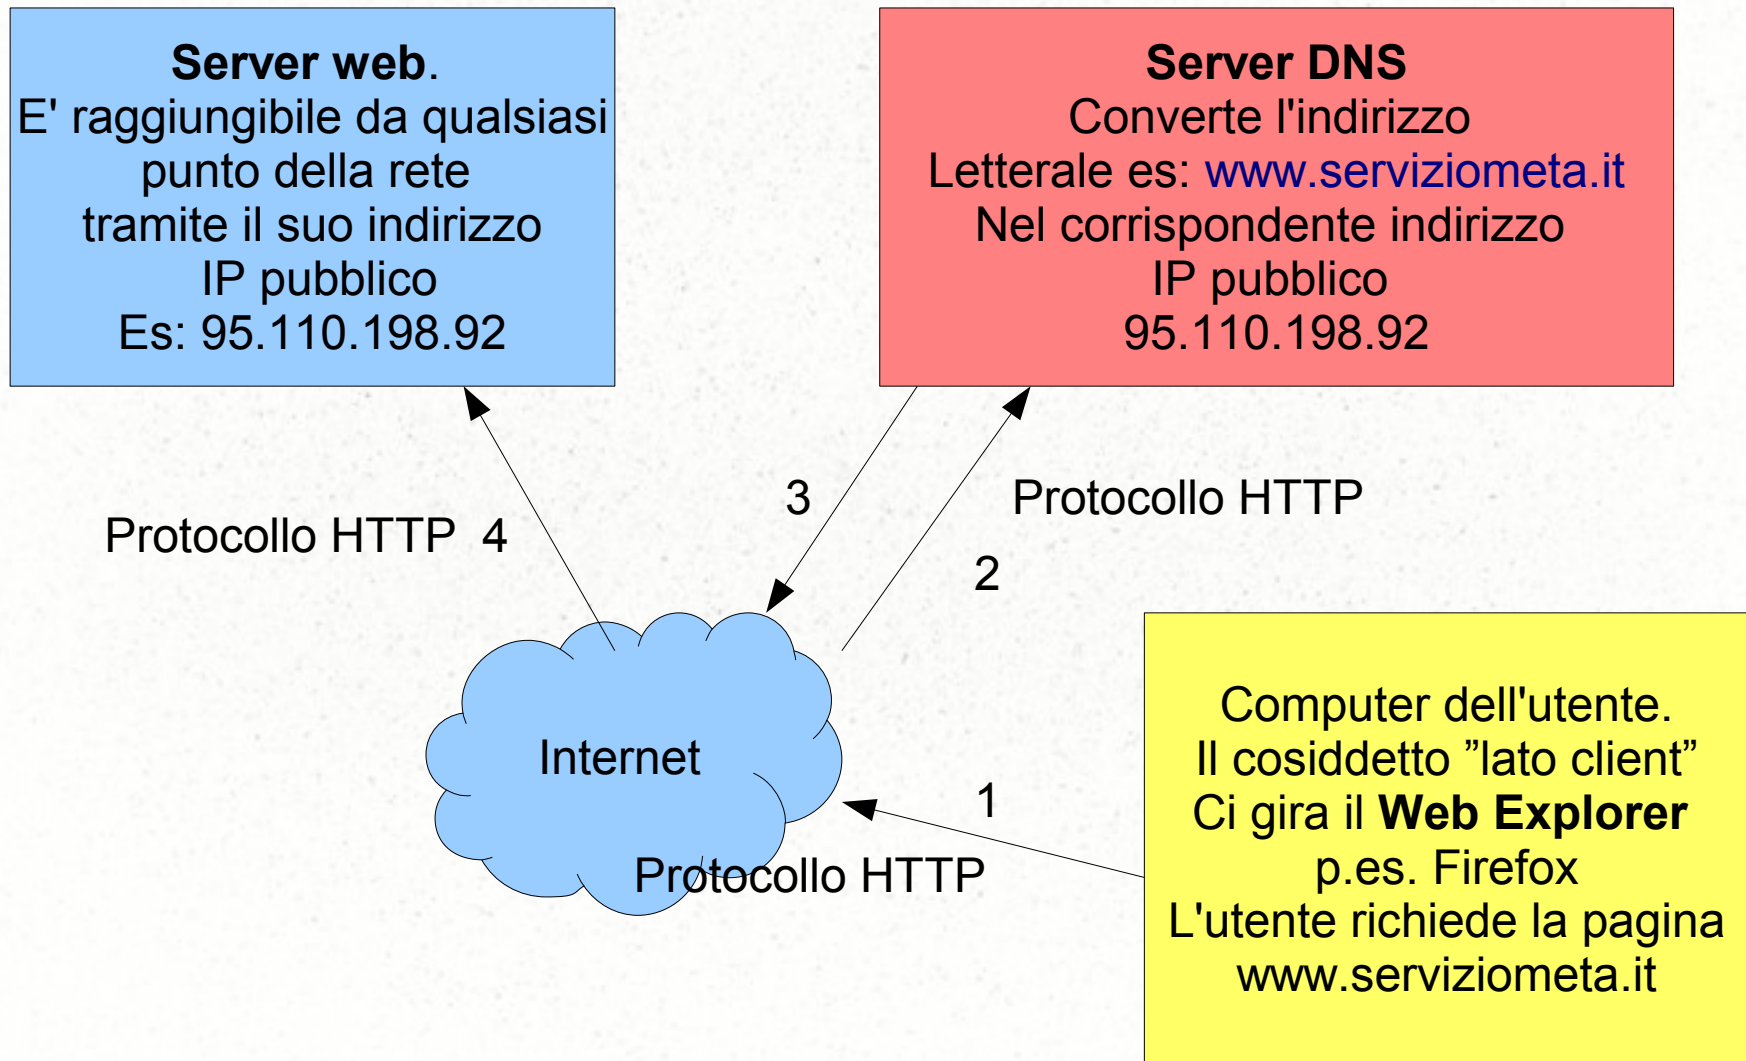 Server web.
E' raggiungibile da qualsiasi
punto della rete
tramite il suo indirizzo
IP pubblico
Es: 95.110.198.92
Server DNS
Converte l'indirizzo
Letterale es: www.serviziometa.it
Nel corrispondente indirizzo
IP pubblico
95.110.198.92
3
Protocollo HTTP
Protocollo HTTP 4
2
Internet
1
Protocollo HTTP
Computer dell'utente.
Il cosiddetto ”lato client”
Ci gira il Web Explorer
p.es. Firefox
L'utente richiede la pagina
www.serviziometa.it